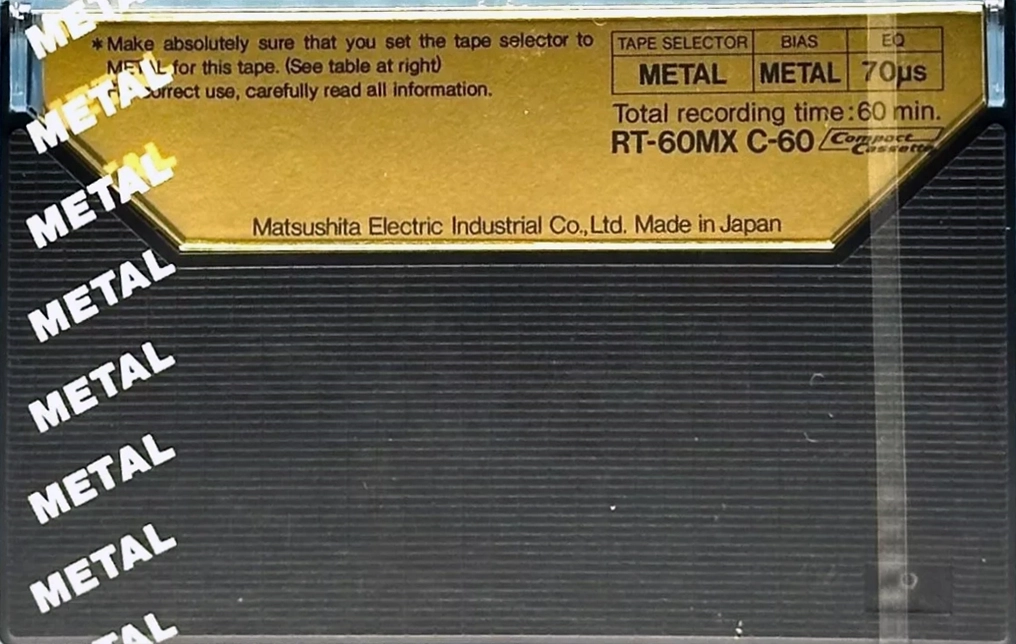 * Make absolutely sure that you set the tape selector to
METAL for this tape. (See table at right)
correct use, carefully read all information.
TAPE SELECTOR BIAS EQ
METAL METAL 70µs
Total recording time:60 min.
RT-60MX C-60 Compact Cassette
Matsushita Electric Industrial Co.,Ltd. Made in Japan
METAL
METAL
METAL
METAL
METAL
METAL
METAL
TAL